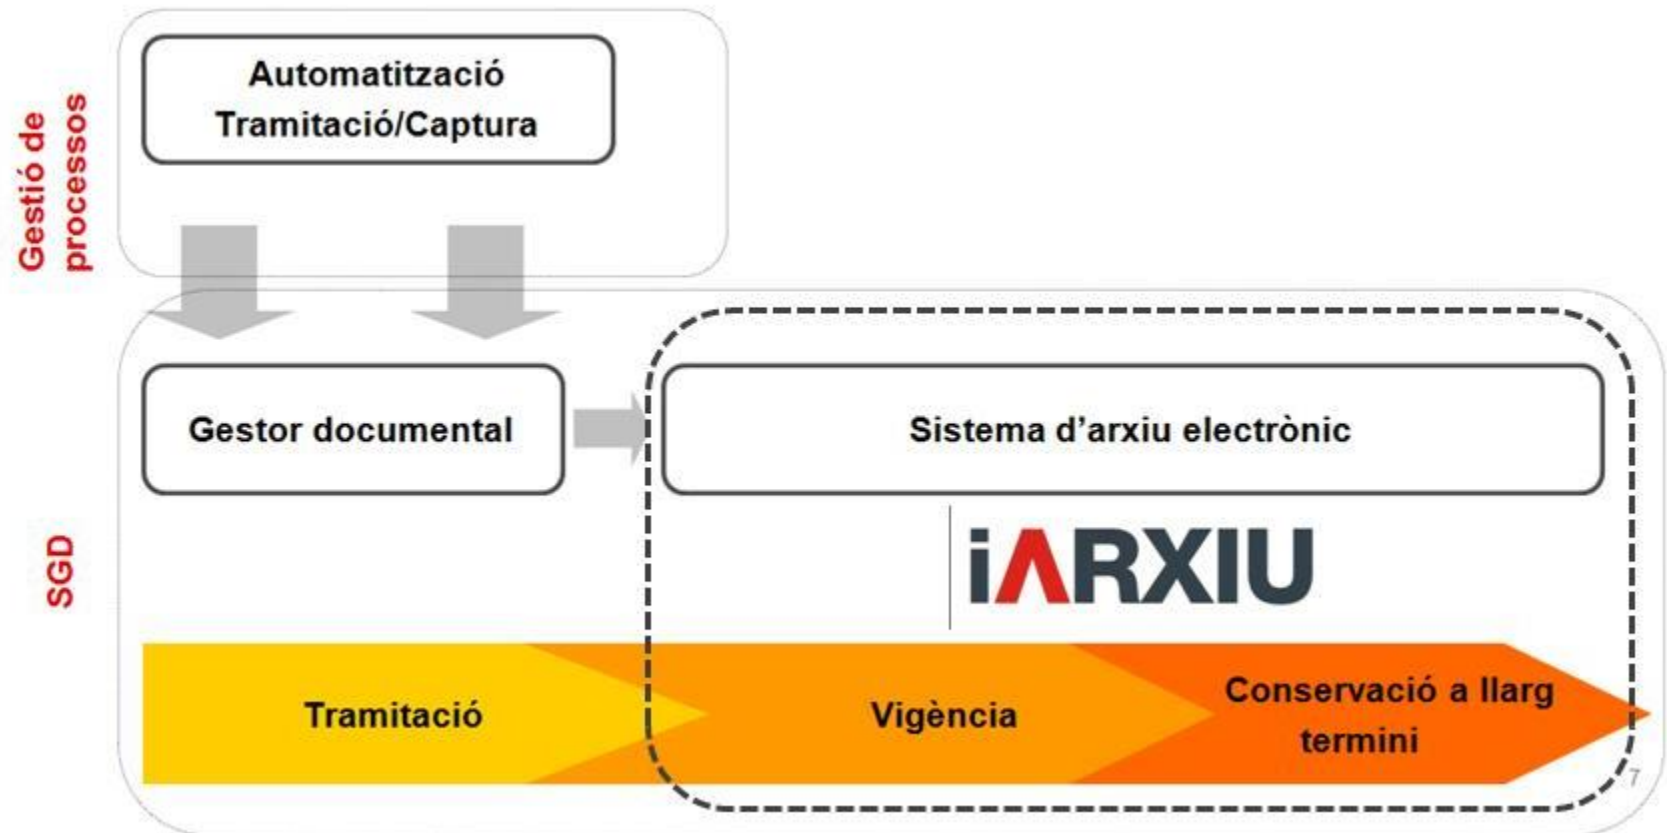 Gestió de
processos
Automatització
Tramitació/Captura
SGD
Gestor documental
Sistema d’arxiu electrònic
iARXIU
Tramitació
Vigència
Conservació a llarg
termini
7